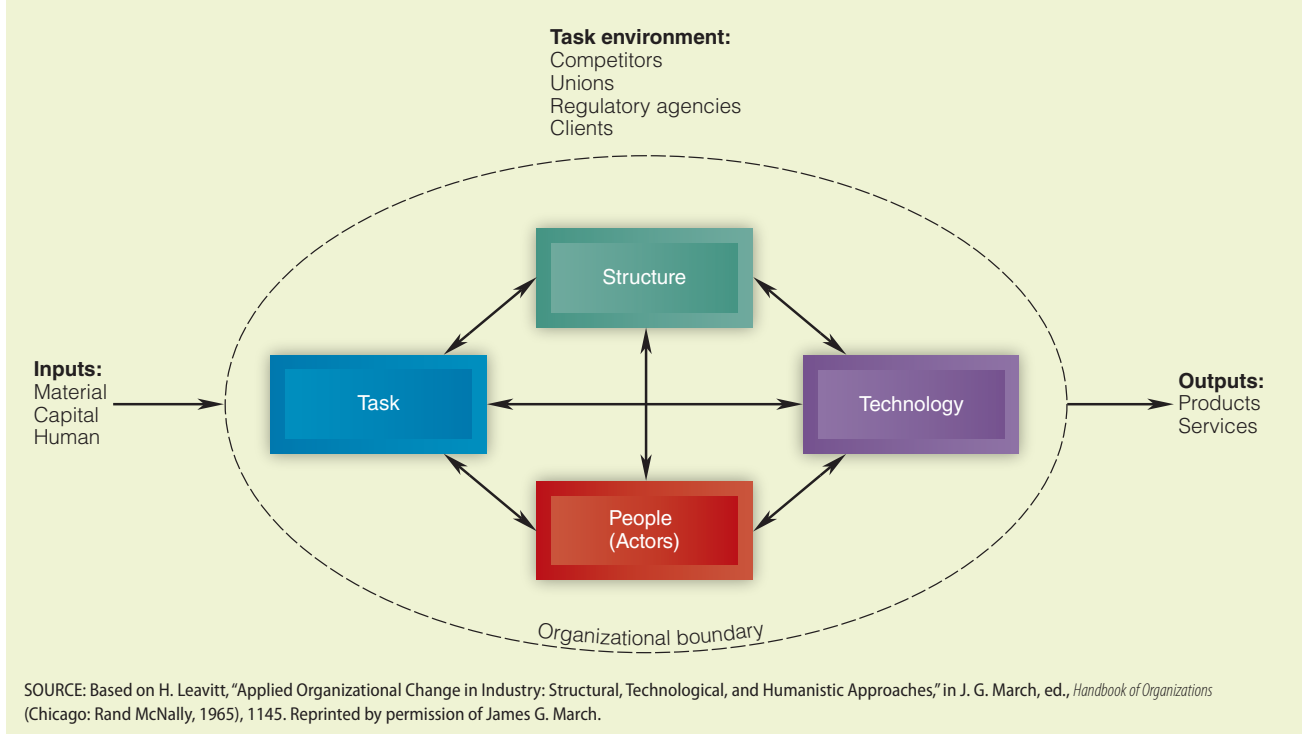 Task environment:
Competitors
Unions
Regulatory agencies
Clients
Structure
Inputs:
Material
Capital
Human
Task
Technology
Outputs:
Products
Services
People
(Actors)
Organizational boundary
SOURCE: Based on H. Leavitt, “Applied Organizational Change in Industry: Structural, Technological, and Humanistic Approaches,” in J. G. March, ed., Handbook of Organizations
(Chicago: Rand McNally, 1965), 1145. Reprinted by permission of James G. March.